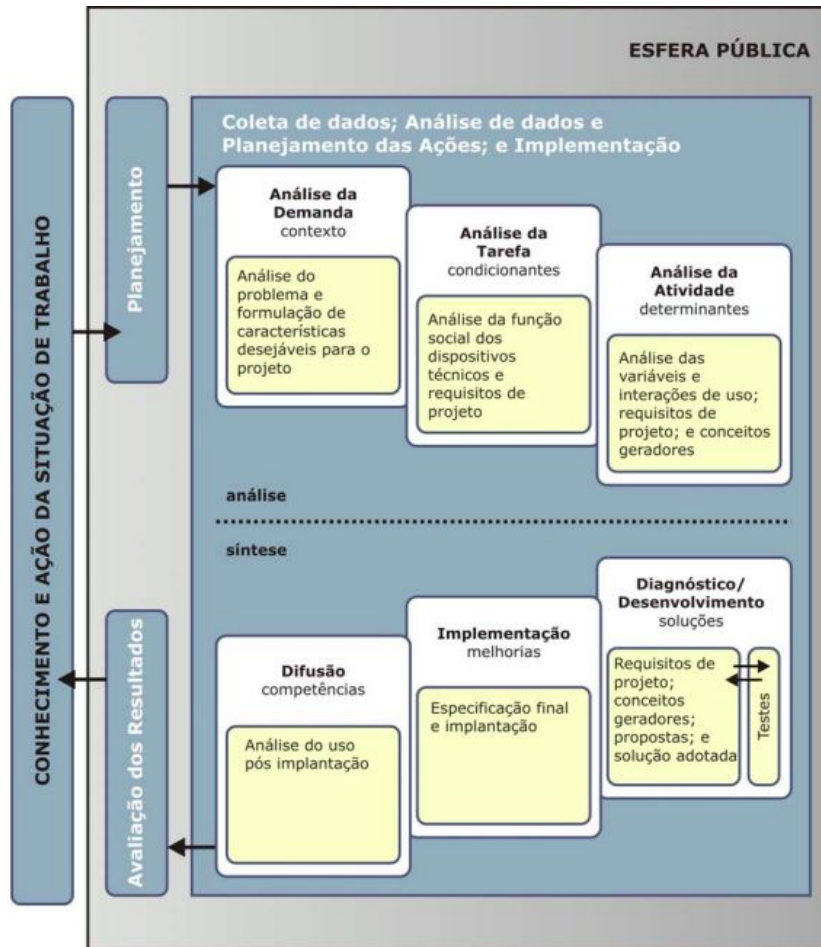 ESFERA PÚBLICA
CONHECIMENTO E AÇÃO DA SITUAÇÃO DE TRABALHO
Planejamento
Coleta de dados; Análise de dados e
Planejamento das Ações; e Implementação
Análise da
Demanda
contexto
Análise do
problema e
formulação de
características
desejáveis para o
projeto
Análise da
Tarefa
condicionantes
Análise da função
social dos
dispositivos
técnicos e
requisitos de
projeto
Análise da
Atividade
determinantes
Análise das
variáveis e
interações de uso;
requisitos de
projeto; e conceitos
geradores
análise
síntese
Diagnóstico/
Desenvolvimento
soluções
Requisitos de
projeto;
conceitos
geradores;
propostas; e
solução adotada
Testes
Implementação
melhorias
Especificação final
e implantação
Difusão
competências
Análise do uso
pós implantação
Avaliação dos Resultados